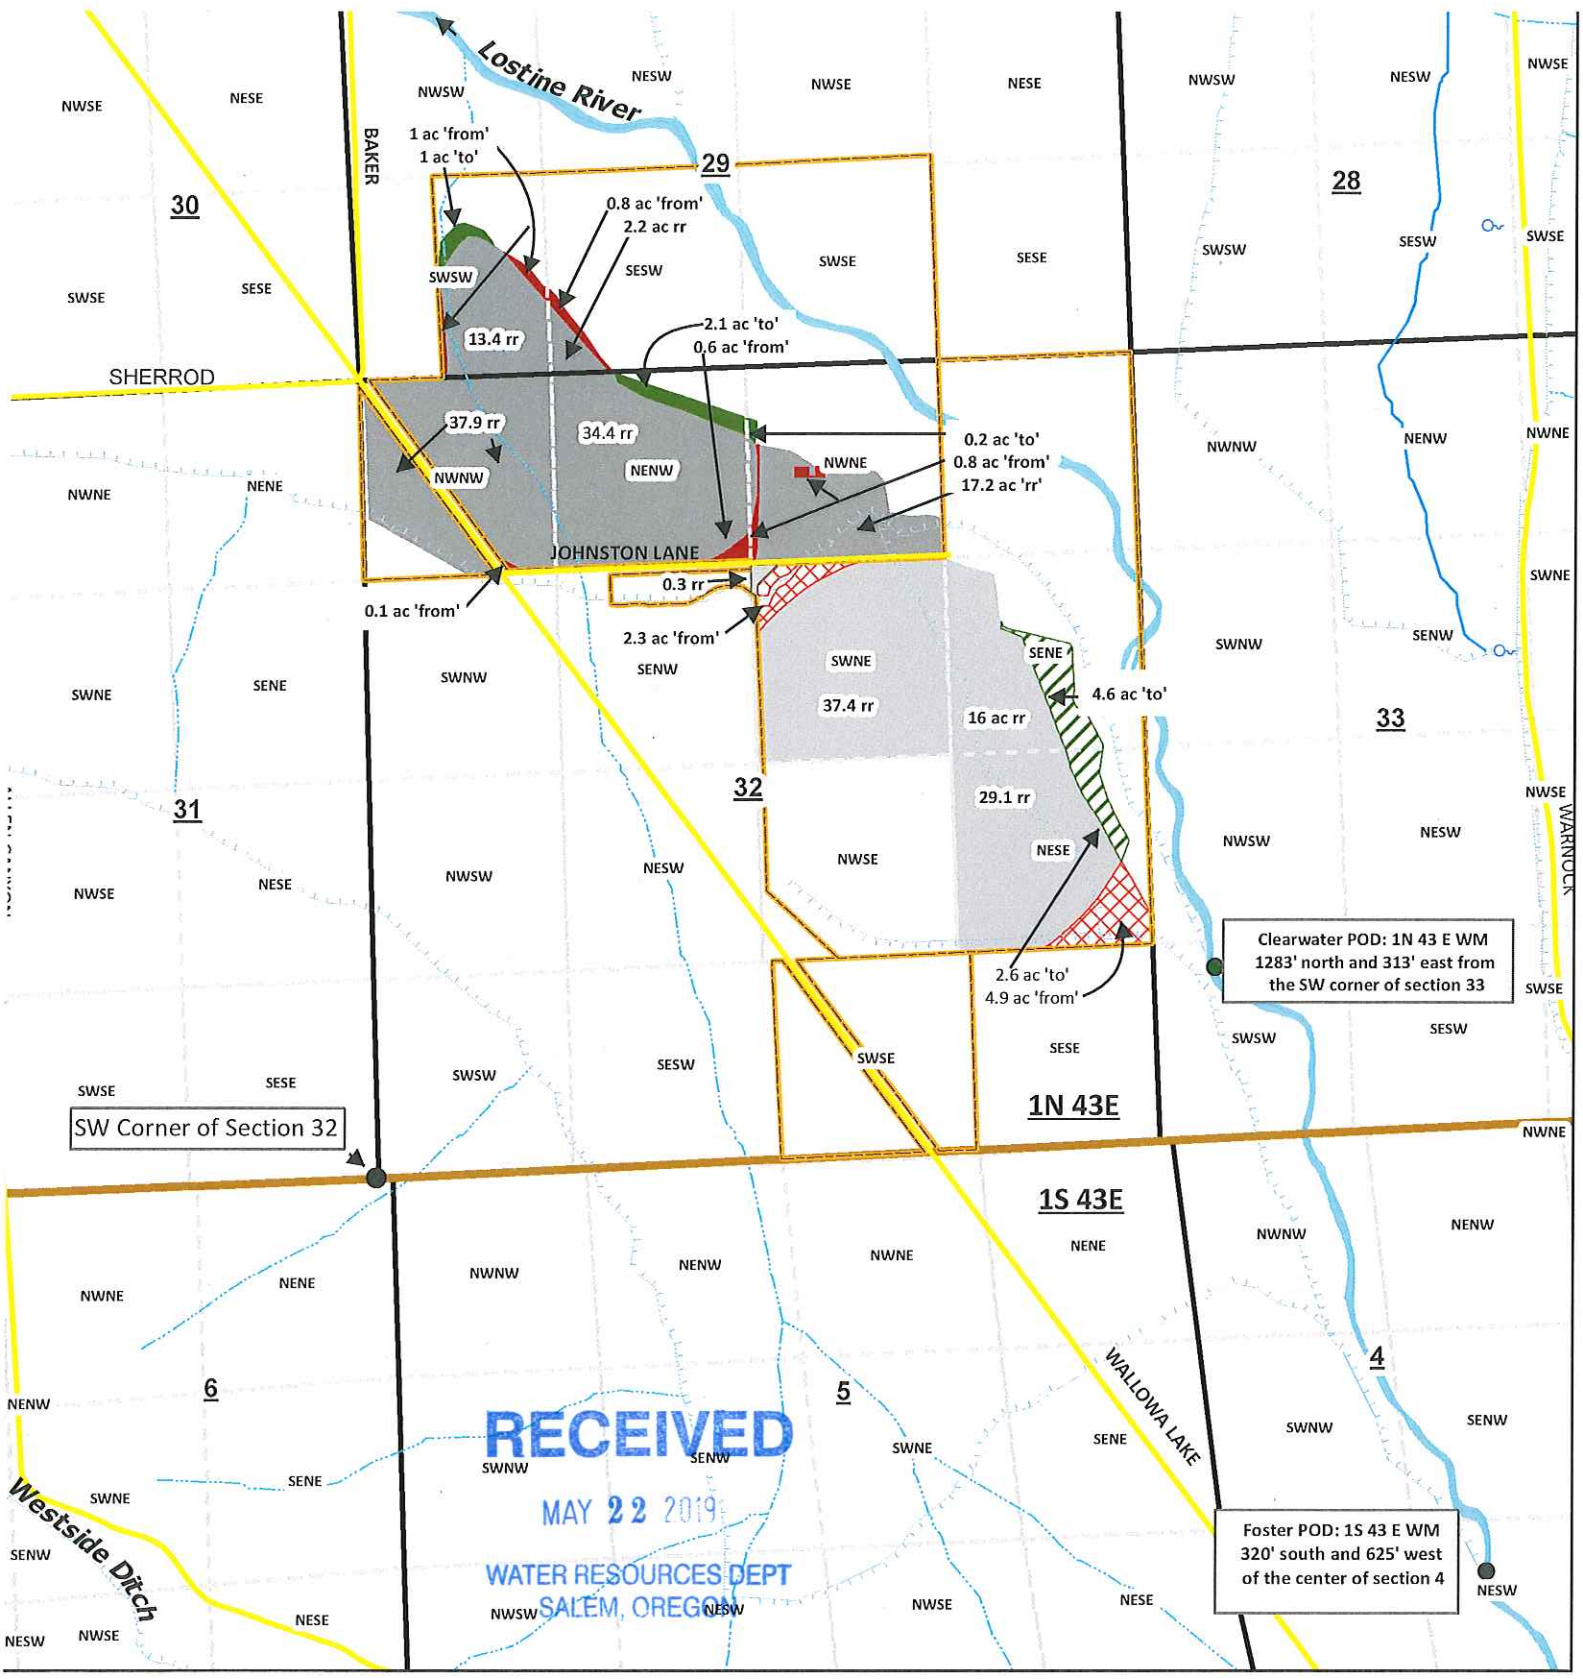 Lostine River
NWSE
NESE
NWSW
NESW
NWSE
NESE
NWSW
NESW
NWSE
BAKER
1 ac 'from'
1 ac 'to'
29
30
28
0.8 ac 'from'
2.2 ac rr
SWSE
SESE
SWSW
SESW
SWSE
SESE
SWSW
SESW
SWSE
13.4 rr
2.1 ac 'to'
0.6 ac 'from'
SHERROD
37.9 rr
34.4 rr
0.2 ac 'to'
0.8 ac 'from'
17.2 ac 'rr'
NWNE
NENE
NWNW
NENW
NWNE
NWNW
NENW
NWNE
JOHNSTON LANE
0.3 rr
0.1 ac 'from'
2.3 ac 'from'
SWNE
SENE
SWNW
SENW
SWNE
SENE
SWNW
SENW
SWNE
37.4 rr
16 ac rr
4.6 ac 'to'
33
31
32
29.1 rr
NWSE
NESE
NWSW
NESW
NWSE
NESE
NWSW
NESW
NWSE
WARNOCK
Clearwater POD: 1N 43 E WM
1283' north and 313' east from
the SW corner of section 33
2.6 ac 'to'
4.9 ac 'from'
SWSE
SESE
SWSW
SESW
SWSE
SESE
SWSW
SESW
SWSE
1N 43E
SW Corner of Section 32
NWNE
1S 43E
NWNE
NENE
NWNW
NENW
NWNE
NENE
NWNW
NENW
6
5
4
WALLOWA LAKE
NENW
RECEIVED
SWNW
SENW
SWNE
SENE
SWNW
SENW
SENE
SWNE
MAY 22 2019
Westside Ditch
Foster POD: 1S 43 E WM
320' south and 625' west
of the center of section 4
SENW
WATER RESOURCES DEPT
SALEM, OREGON
NWSW
NESW
NWSE
NESE
NESW
NESE
NWSE
NESW